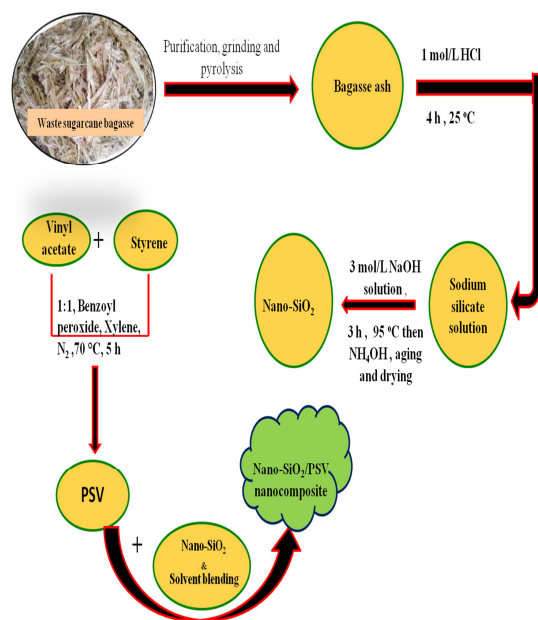 Purification, grinding and
pyrolysis
Waste sugarcane bagasse
Bagasse ash
1 mol/L HCl
4 h , 25 °C
Vinyl
acetate
+
Styrene
1:1, Benzoyl
peroxide, Xylene,
N₂ ,70 °C, 5 h
Nano-SiO₂
3 mol/L NaOH
solution ,
3 h , 95 °C then
NH₄OH , aging
and drying
Sodium
silicate
solution
PSV
+
Nano-SiO₂
&
Solvent blending
Nano-SiO₂/PSV
nanocomposite